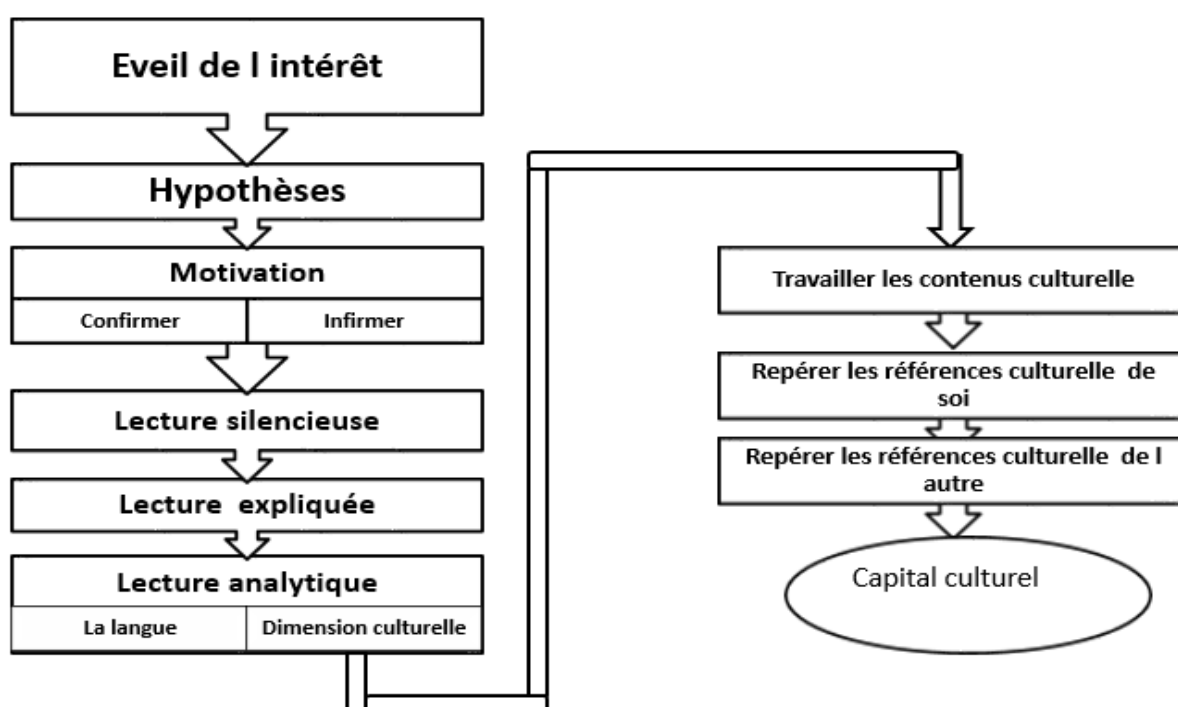 Eveil de l intérêt
Hypothèses
Motivation
Confirmer
Infirmer
Lecture silencieuse
Lecture expliquée
Lecture analytique
La langue
Dimension culturelle
Travailler les contenus culturelle
Repérer les références culturelle de
soi
Repérer les références culturelle de l
autre
Capital culturel